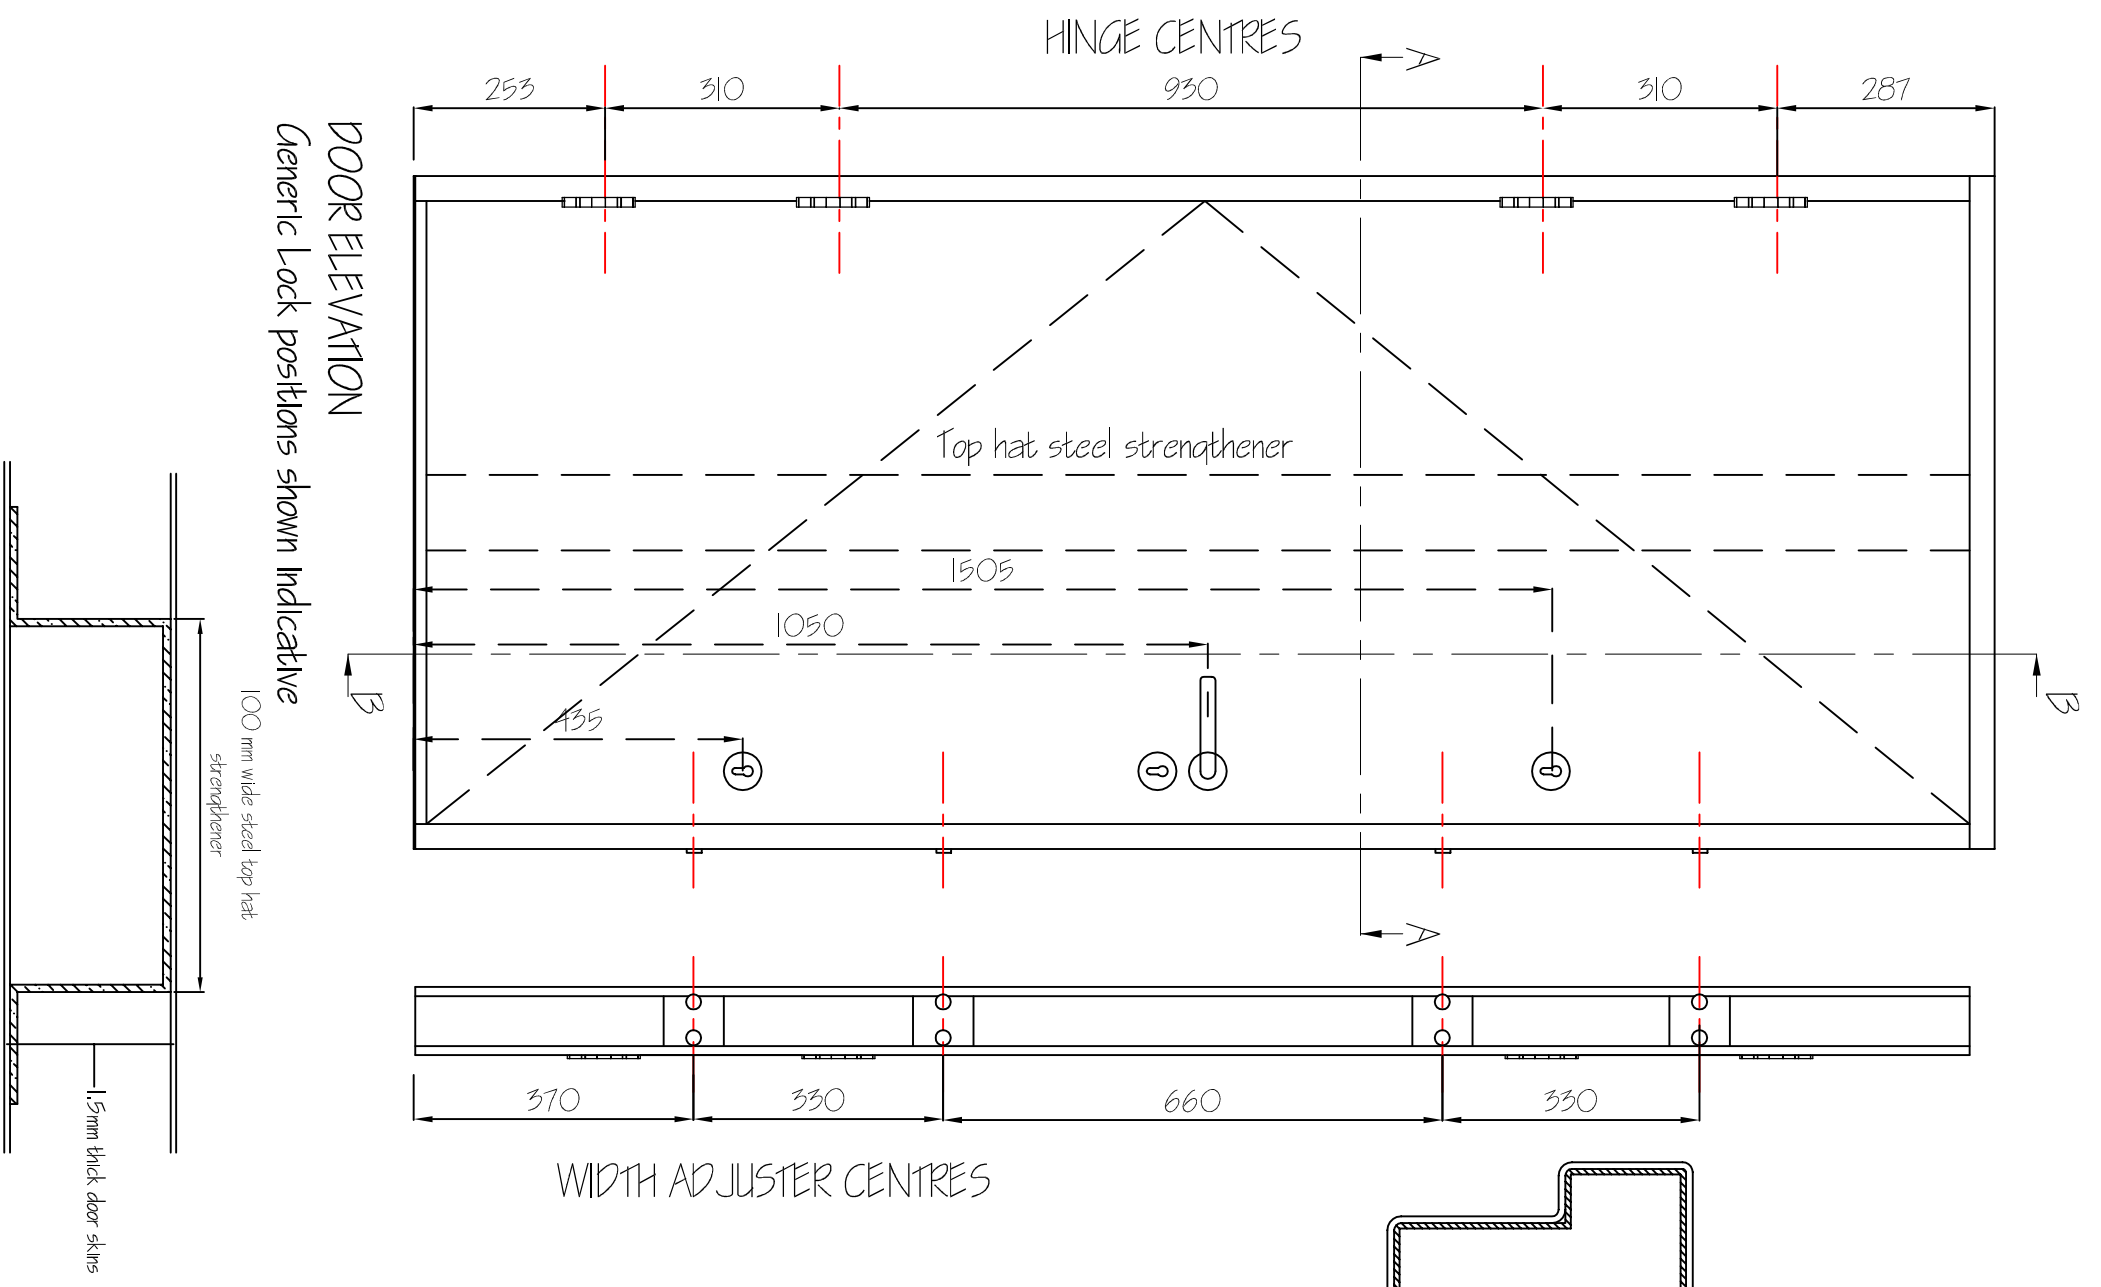 HINGE CENTRES
A
253
310
930
310
287
DOOR ELEVATION
Generic Lock positions shown indicative
Top hat steel strengthener
1505
1050
B
B
435
100 mm wide steel top hat
strengthener
A
370
330
660
330
1.5mm thick door skins
WIDTH ADJUSTER CENTRES